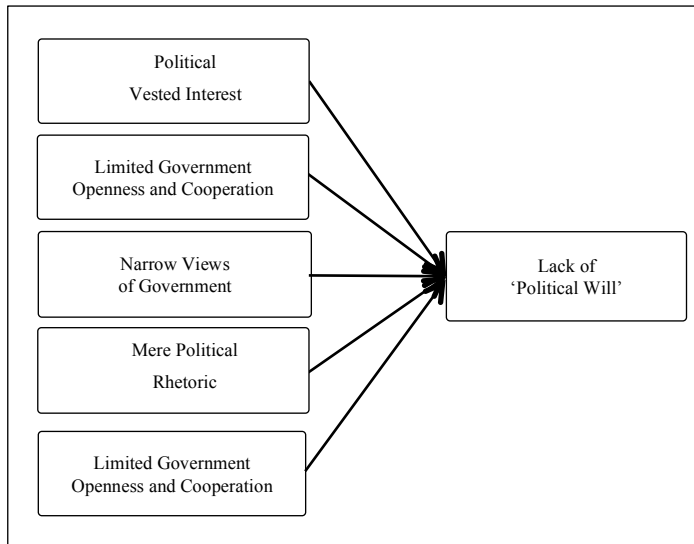 Political
Vested Interest
Limited Government
Openness and Cooperation
Narrow Views
of Government
Mere Political
Rhetoric
Limited Government
Openness and Cooperation
Lack of
‘Political Will’